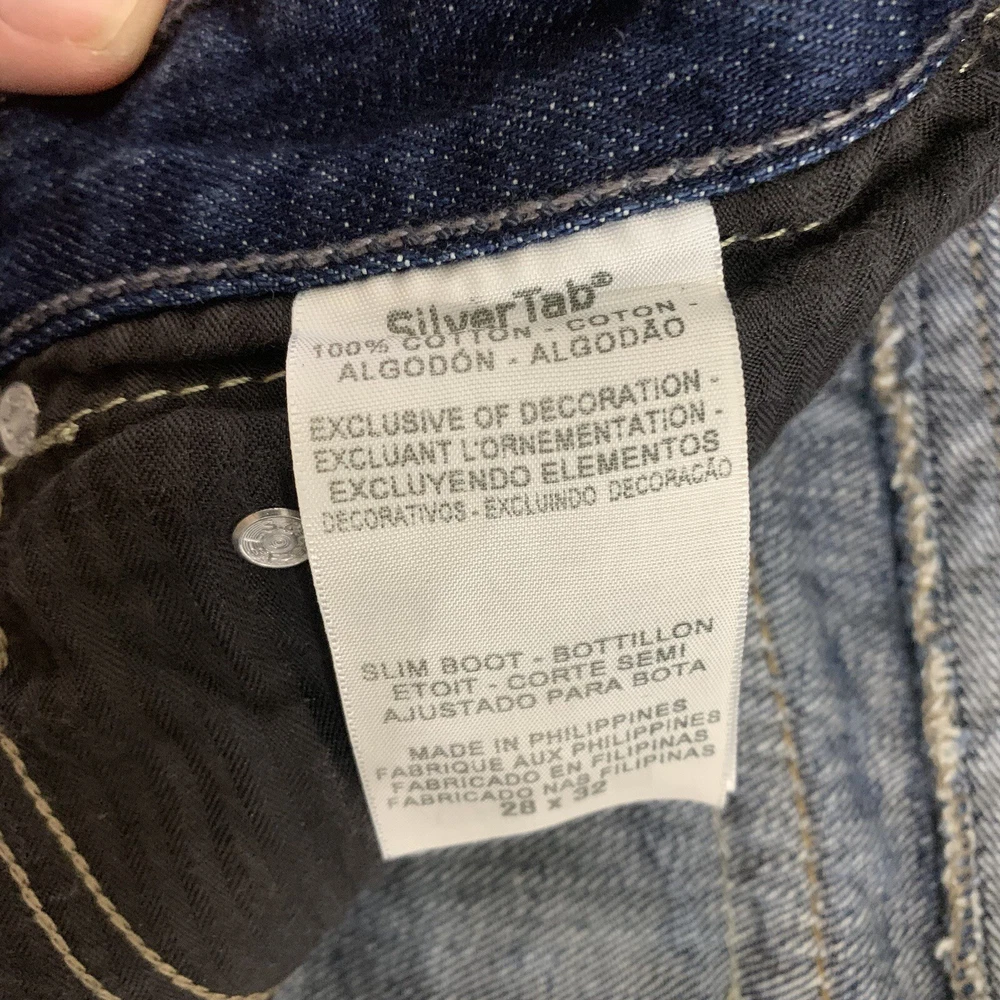 SilverTab®
100% COTTON - COTON -
ALGODÓN - ALGODÃO
EXCLUSIVE OF DECORATION -
EXCLUANT L'ORNEMENTATION -
EXCLUYENDO ELEMENTOS
DECORATIVOS - EXCLUINDO DECORAÇÃO
SLIM BOOT - BOTTILLON
ETOIT - CORTE SEMI
AJUSTADO PARA BOTA
MADE IN PHILIPPINES
FABRIQUE AUX PHILIPPINES
FABRICADO EN FILIPINAS
FABRICADO NAS FILIPINAS
28 X 32